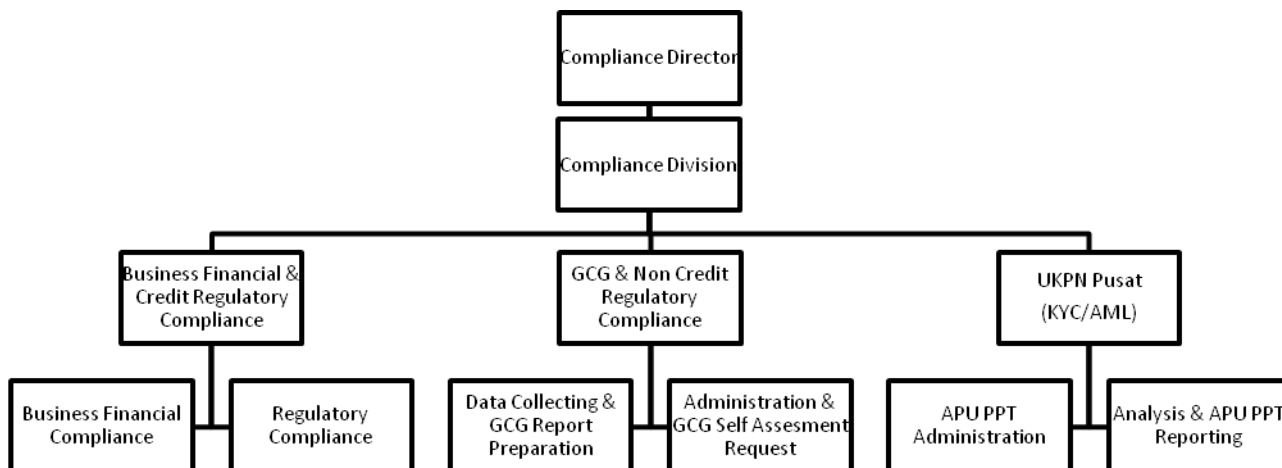 Compliance Director
Compliance Division
Business Financial &
Credit Regulatory
Compliance
GCG & Non Credit
Regulatory
Compliance
UKPN Pusat
(KYC/AML)
Business Financial
Compliance
Regulatory
Compliance
Data Collecting &
GCG Report
Preparation
Administration &
GCG Self Assesment
Request
APU PPT
Administration
Analysis & APU PPT
Reporting